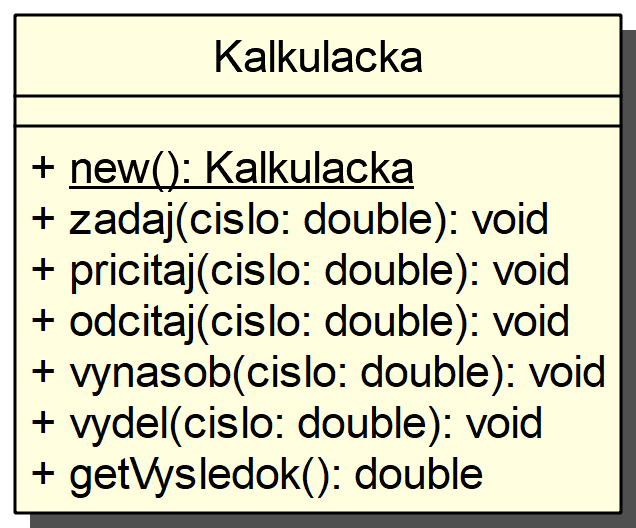 Kalkulacka
+ new(): Kalkulacka
+ zadaj(cislo: double): void
+ pricitaj(cislo: double): void
+ odcitaj(cislo: double): void
+ vynasob(cislo: double): void
+ vydel(cislo: double): void
+ getVysledok(): double